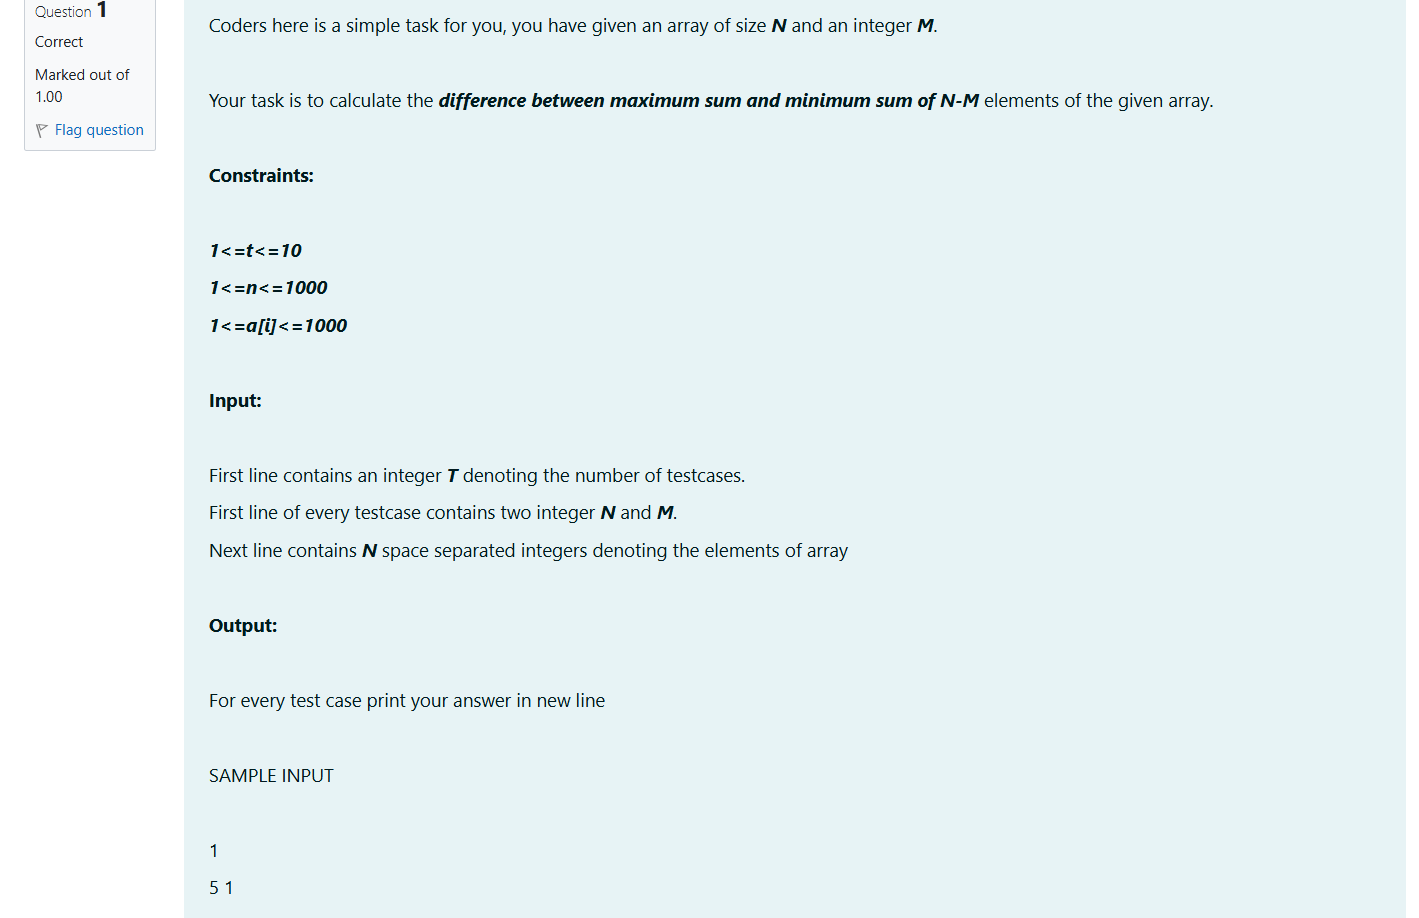 Question 1
Correct
Marked out of
1.00
Flag question
Coders here is a simple task for you, you have given an array of size N and an integer M.
Your task is to calculate the difference between maximum sum and minimum sum of N-M elements of the given array.
Constraints:
1<=t<=10
1<=n<=1000
1<=a[i]<=1000
Input:
First line contains an integer T denoting the number of testcases.
First line of every testcase contains two integer N and M.
Next line contains N space separated integers denoting the elements of array
Output:
For every test case print your answer in new line
SAMPLE INPUT
1
5 1